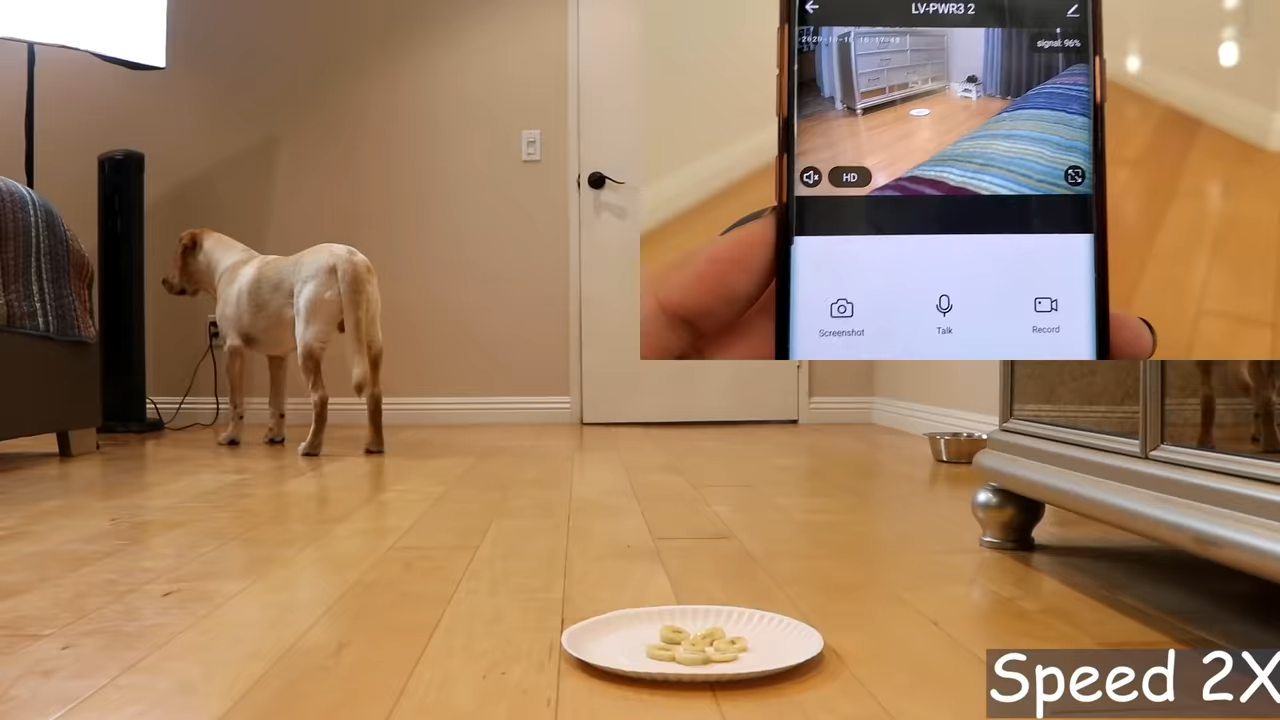 LV-PWR3 2
signal: 96%
HD
Screenshot
Talk
Record
Speed 2X